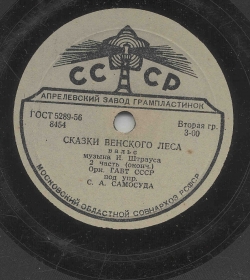 СССР
АПРЕЛЕВСКИЙ ЗАВОД ГРАМПЛАСТИНОК
ГОСТ 5289-56
6454
Вторая гр.
3-00
СКАЗКИ ВЕНСКОГО ЛЕСА
вальс
музыка И. Штрауса
2 часть (оконч.)
Орк. ГАБТ СССР
под упр.
С. А. САМОСУДА
МОСКОВСКИЙ ОБЛАСТНОЙ СОВНАРХОЗ РСФСР